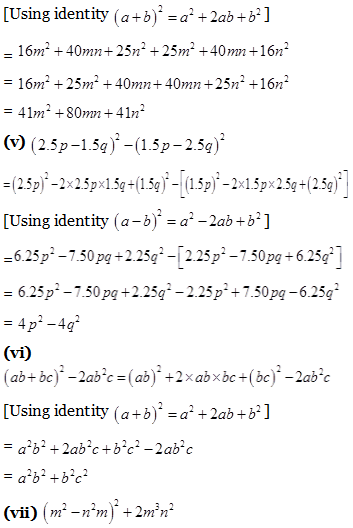 [Using identity (a+b)² = a² + 2ab + b²]
= 16m² + 40mn + 25n² + 25m² + 40mn + 16n²
= 16m² + 25m² + 40mn + 40mn + 25n² + 16n²
= 41m² + 80mn + 41n²
(v) (2.5p − 1.5q)² − (1.5p − 2.5q)²
= (2.5p)² − 2×2.5p×1.5q + (1.5q)² − [(1.5p)² − 2×1.5p×2.5q + (2.5q)²]
[Using identity (a−b)² = a² − 2ab + b²]
= 6.25p² − 7.50pq + 2.25q² − [2.25p² − 7.50pq + 6.25q²]
= 6.25p² − 7.50pq + 2.25q² − 2.25p² + 7.50pq − 6.25q²
= 4p² − 4q²
(vi)
(ab + bc)² − 2ab²c = (ab)² + 2×ab×bc + (bc)² − 2ab²c
[Using identity (a+b)² = a² + 2ab + b²]
= a²b² + 2ab²c + b²c² − 2ab²c
= a²b² + b²c²
(vii) (m² − n²m)² + 2m³n²